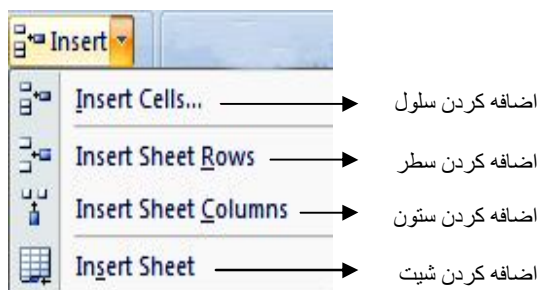 Insert
Insert Cells... اضافه کردن سلول
Insert Sheet Rows اضافه کردن سطر
Insert Sheet Columns اضافه کردن ستون
Insert Sheet اضافه کردن شیت